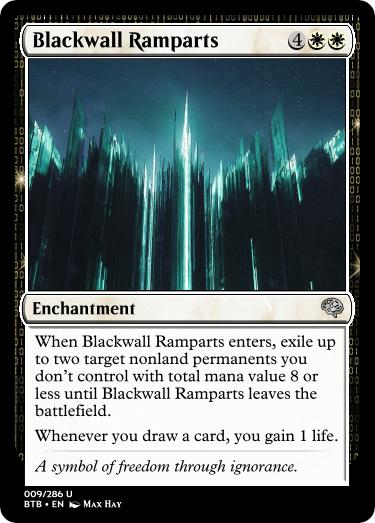 Blackwall Ramparts 4
Enchantment
When Blackwall Ramparts enters, exile up
to two target nonland permanents you
don't control with total mana value 8 or
less until Blackwall Ramparts leaves the
battlefield.
Whenever you draw a card, you gain 1 life.
A symbol of freedom through ignorance.
009/286 U
BTB • EN Max Hay